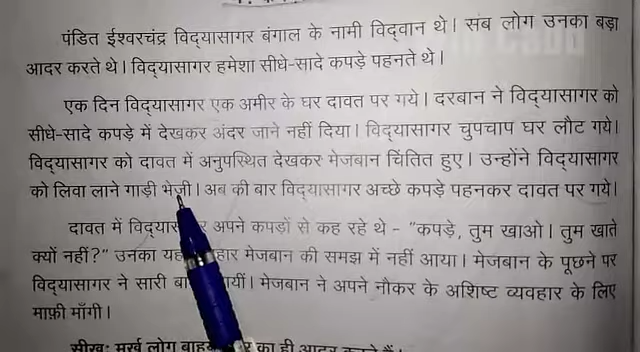 पंडित ईश्वरचंद्र विद्यासागर बंगाल के नामी विद्वान थे। सब लोग उनका बड़ा
आदर करते थे। विद्यासागर हमेशा सीधे-सादे कपड़े पहनते थे।
एक दिन विद्यासागर एक अमीर के घर दावत पर गये। दरबान ने विद्यासागर को
सीधे-सादे कपड़े में देखकर अंदर जाने नहीं दिया। विद्यासागर चुपचाप घर लौट गये।
विद्यासागर को दावत में अनुपस्थित देखकर मेजबान चिंतित हुए। उन्होंने विद्यासागर
को लिवा लाने गाड़ी भेजी। अब की बार विद्यासागर अच्छे कपड़े पहनकर दावत पर गये।
दावत में अपने कपड़ों से कह रहे थे - “कपड़े, तुम खाओ। तुम खाते
क्यों नहीं?” उनका मेजबान की समझ में नहीं आया। मेजबान के पूछने पर
विद्यासागर ने सारी मेजबान ने अपने नौकर के अशिष्ट व्यवहार के लिए
माफ़ी माँगी।
सीख: मूर्ख लोग का ही आदर करते हैं।